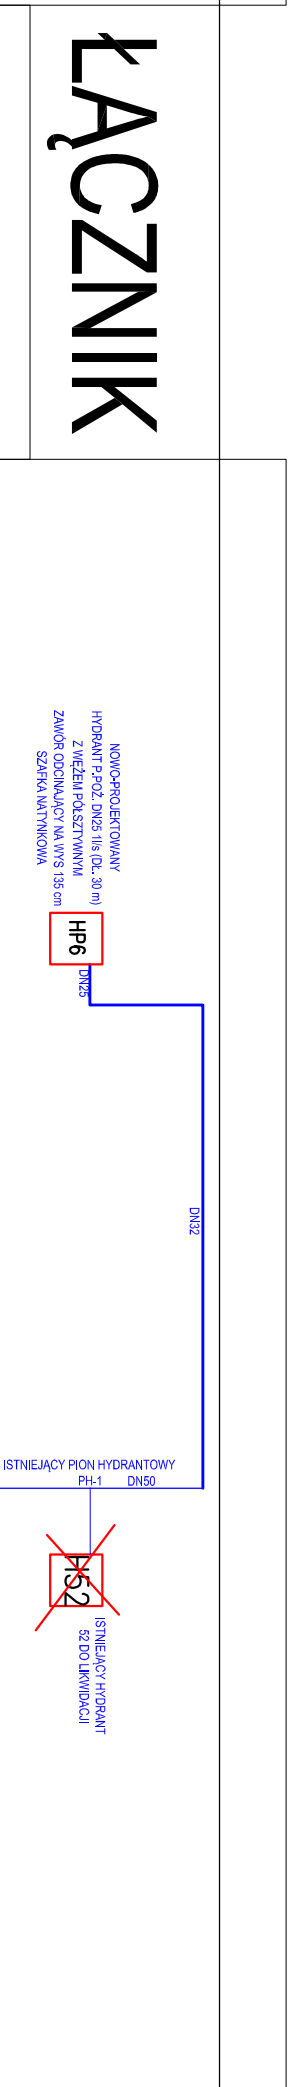 ŁĄCZNIK
NOWO-PROJEKTOWANY
HYDRANT P.POŻ. DN25 1l/s (DŁ. 30 m)
Z WĘŻEM PÓŁSZTYWNYM
ZAWÓR ODCINAJĄCY NA WYS 135 cm
SZAFKA NATYNKOWA
HP6
DN25
DN32
ISTNIEJĄCY PION HYDRANTOWY
PH-1 DN50
H52
ISTNIEJĄCY HYDRANT
52 DO LIKWIDACJI